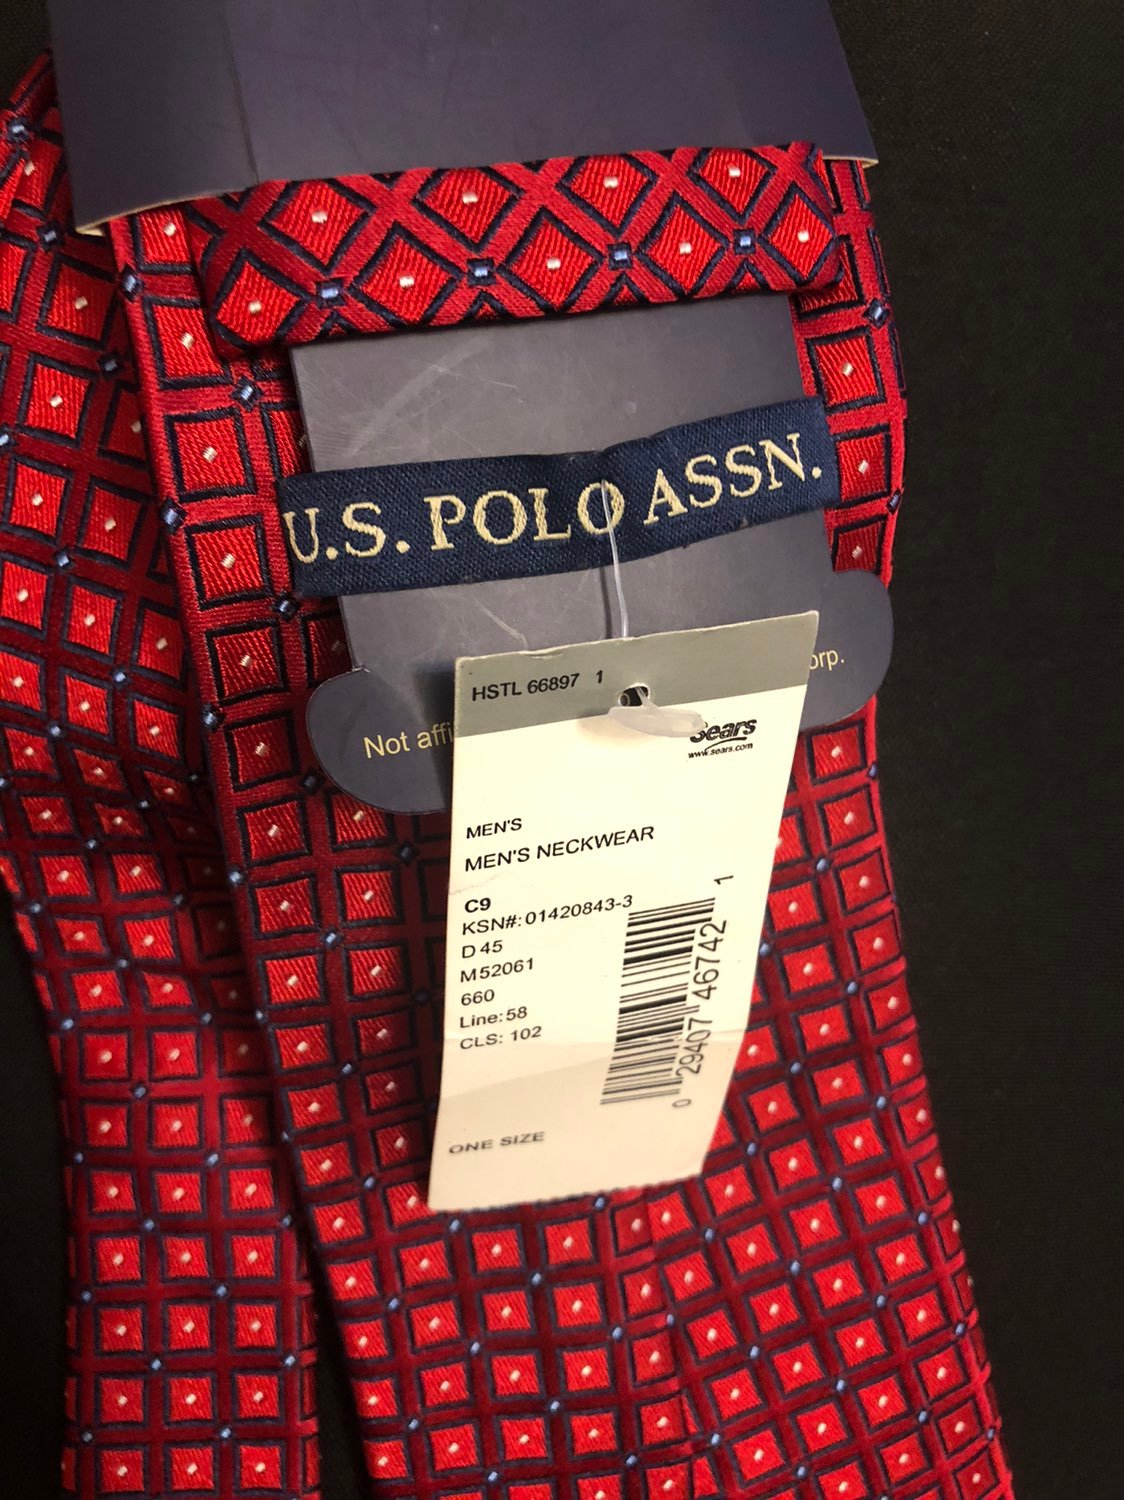 U.S. POLO ASSN.
Not
HSTL 66897 1
Sears
www.sears.com
MEN'S
MEN'S NECKWEAR
C9
KSN#: 01420843-3
D 45
M52061
660
Line: 58
CLS: 102
ONE SIZE
0 29407 46742 1